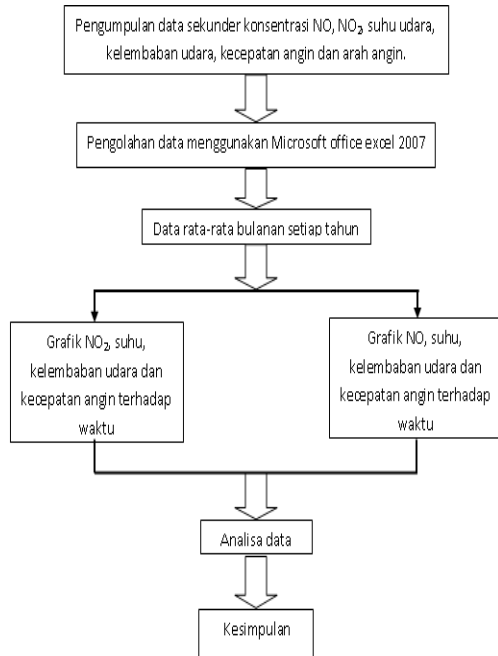 Pengumpulan data sekunder konsentrasi NO, NO₂, suhu udara,
kelembaban udara, kecepatan angin dan arah angin.
Pengolahan data menggunakan Microsoft office excel 2007
Data rata-rata bulanan setiap tahun
Grafik NO₂, suhu,
kelembaban udara dan
kecepatan angin terhadap
waktu
Grafik NO, suhu,
kelembaban udara dan
kecepatan angin terhadap
waktu
Analisa data
Kesimpulan